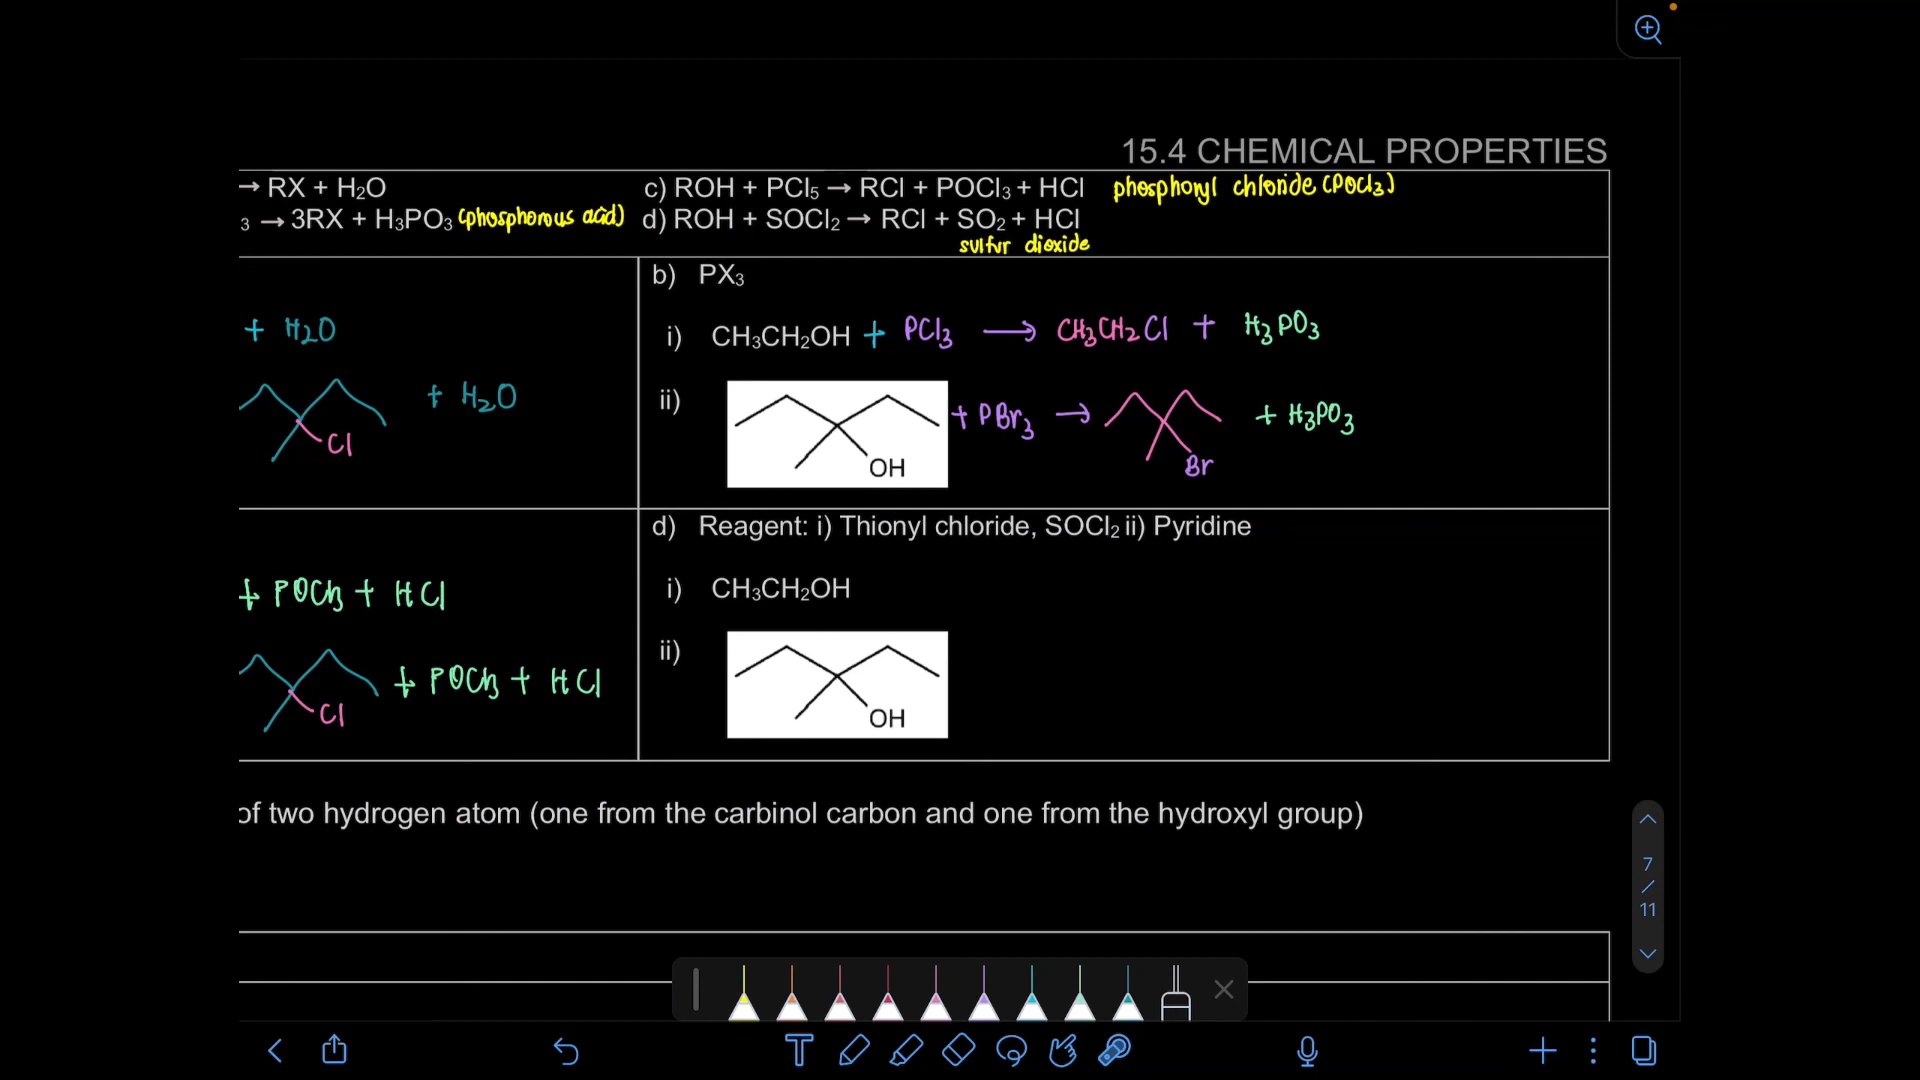 15.4 CHEMICAL PROPERTIES
→ RX + H₂O
c) ROH + PCl₅ → RCl + POCl₃ + HCl phosphoryl chloride (POCl₃)
₃ → 3RX + H₃PO₃ (phosphorous acid)
d) ROH + SOCl₂ → RCl + SO₂ + HCl
sulfur dioxide
+ H₂O
Cl
+ H₂O
b) PX₃
i) CH₃CH₂OH + PCl₃ → CH₃CH₂Cl + H₃PO₃
ii)
OH
+ PBr₃ →
Br
+ H₃PO₃
+ POCl₃ + HCl
Cl
+ POCl₃ + HCl
d) Reagent: i) Thionyl chloride, SOCl₂ ii) Pyridine
i) CH₃CH₂OH
ii)
OH
of two hydrogen atom (one from the carbinol carbon and one from the hydroxyl group)
7
/
11
T